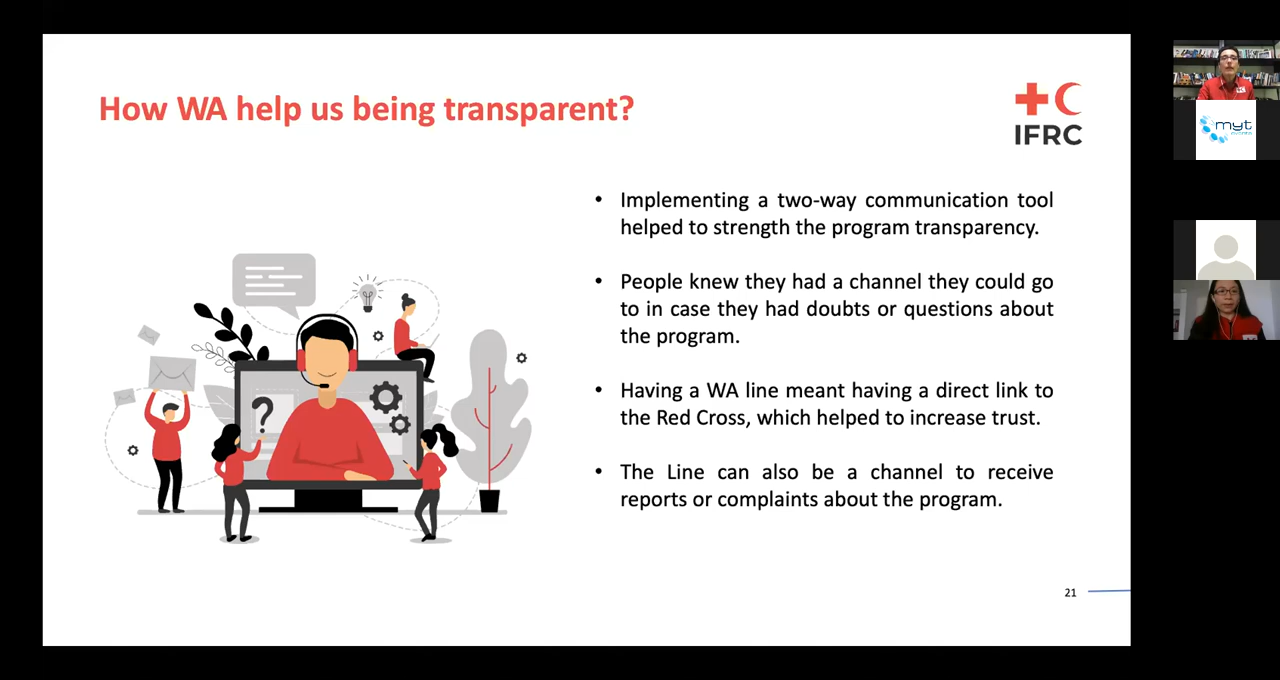 How WA help us being transparent?
IFRC
• Implementing a two-way communication tool
helped to strength the program transparency.
• People knew they had a channel they could go
to in case they had doubts or questions about
the program.
• Having a WA line meant having a direct link to
the Red Cross, which helped to increase trust.
• The Line can also be a channel to receive
reports or complaints about the program.
?
21
myt